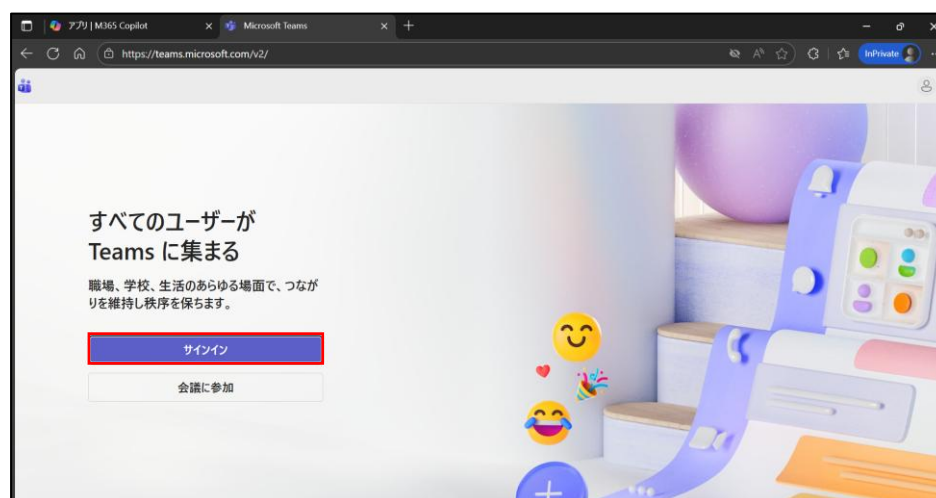 アプリ | M365 Copilot
Microsoft Teams
https://teams.microsoft.com/v2/
InPrivate
すべてのユーザーが
Teams に集まる
職場、学校、生活のあらゆる場面で、つなが
りを維持し秩序を保ちます。
サインイン
会議に参加